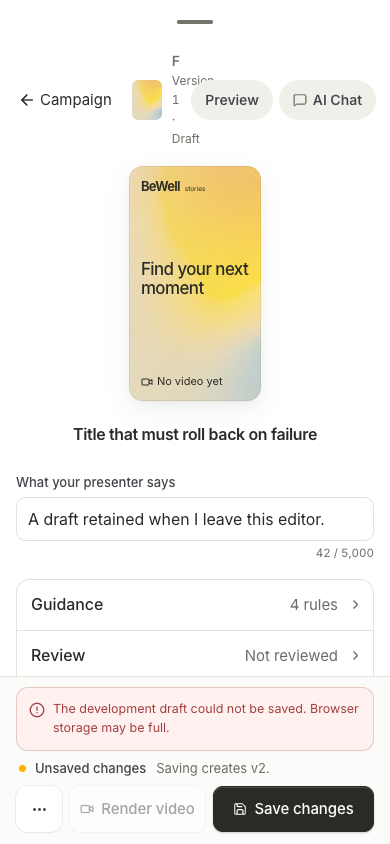 F
Version
1
·
Draft
Campaign
Preview
AI Chat
BeWell stories
Find your next
moment
No video yet
Title that must roll back on failure
What your presenter says
A draft retained when I leave this editor.
42 / 5,000
Guidance 4 rules
Review Not reviewed
The development draft could not be saved. Browser
storage may be full.
Unsaved changes Saving creates v2.
Render video
Save changes